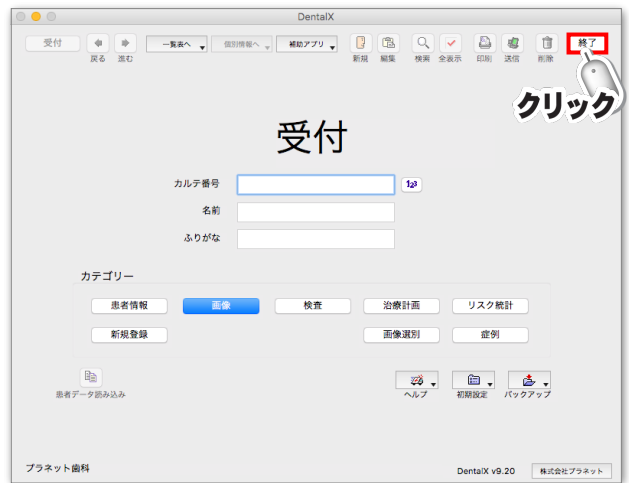 DentalX
受付
戻る
進む
一覧表へ
個別情報へ
補助アプリ
新規
編集
検索
全表示
印刷
送信
削除
終了
クリック
受付
カルテ番号
123
名前
ふりがな
カテゴリー
患者情報
画像
検査
治療計画
リスク統計
新規登録
画像選別
症例
患者データ読み込み
ヘルプ
初期設定
バックアップ
プラネット歯科
DentalX v9.20
株式会社プラネット